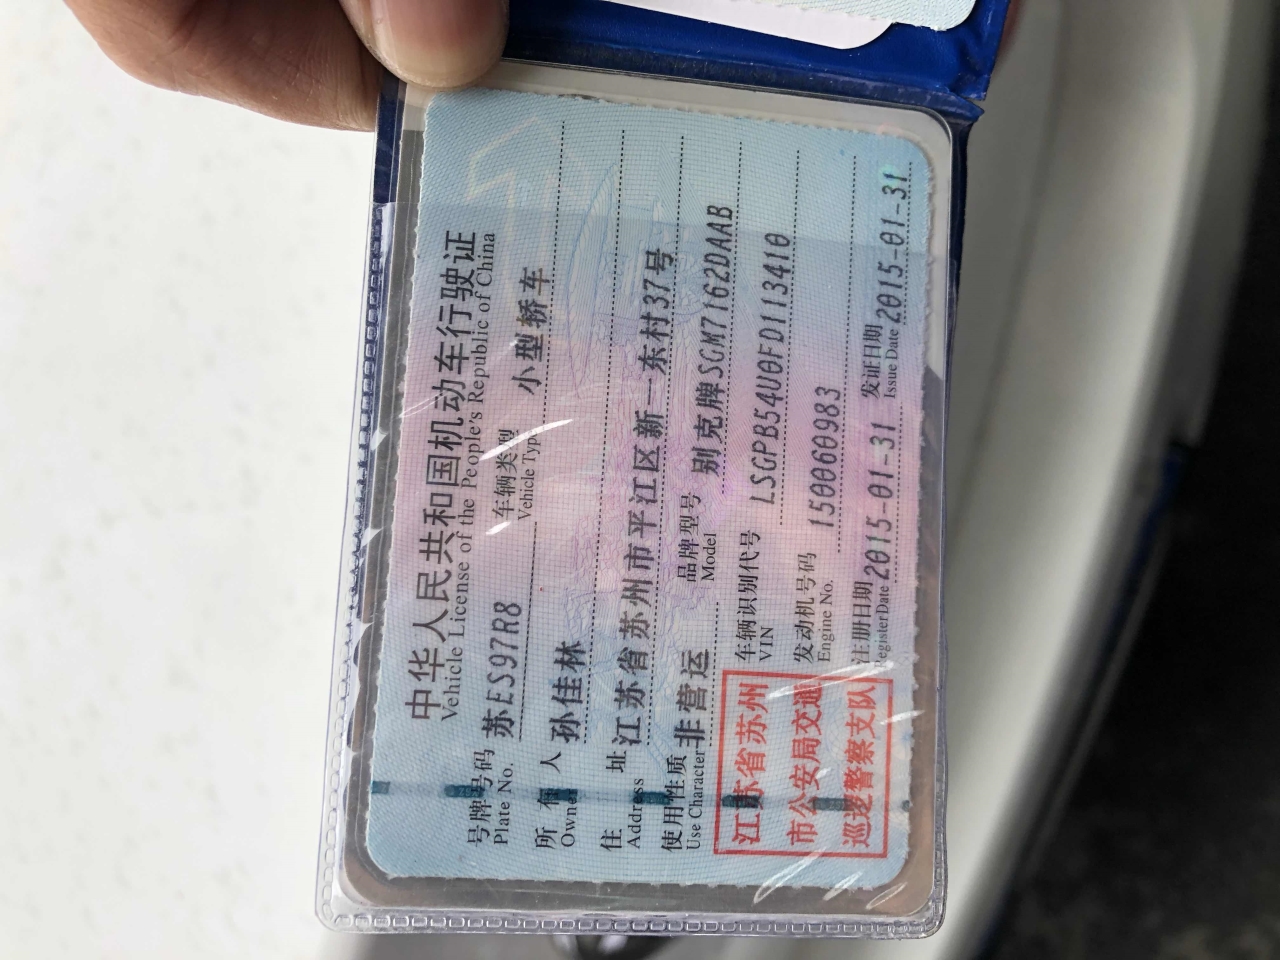 中华人民共和国机动车行驶证
Vehicle License of the People's Republic of China
号牌号码 苏ES97R8 车辆类型 小型轿车
Plate No. Vehicle Type
所有人 孙佳林
Owner
住址 江苏省苏州市平江区新一东村37号
Address
使用性质 非营运 品牌型号 别克牌SGM7162DAAB
Use Character Model
江苏省苏州
市公安局交通
巡逻警察支队
车辆识别代号 LSGPB54U0FD113410
VIN
发动机号码 150060983
Engine No.
注册日期 2015-01-31 发证日期 2015-01-31
Register Date Issue Date